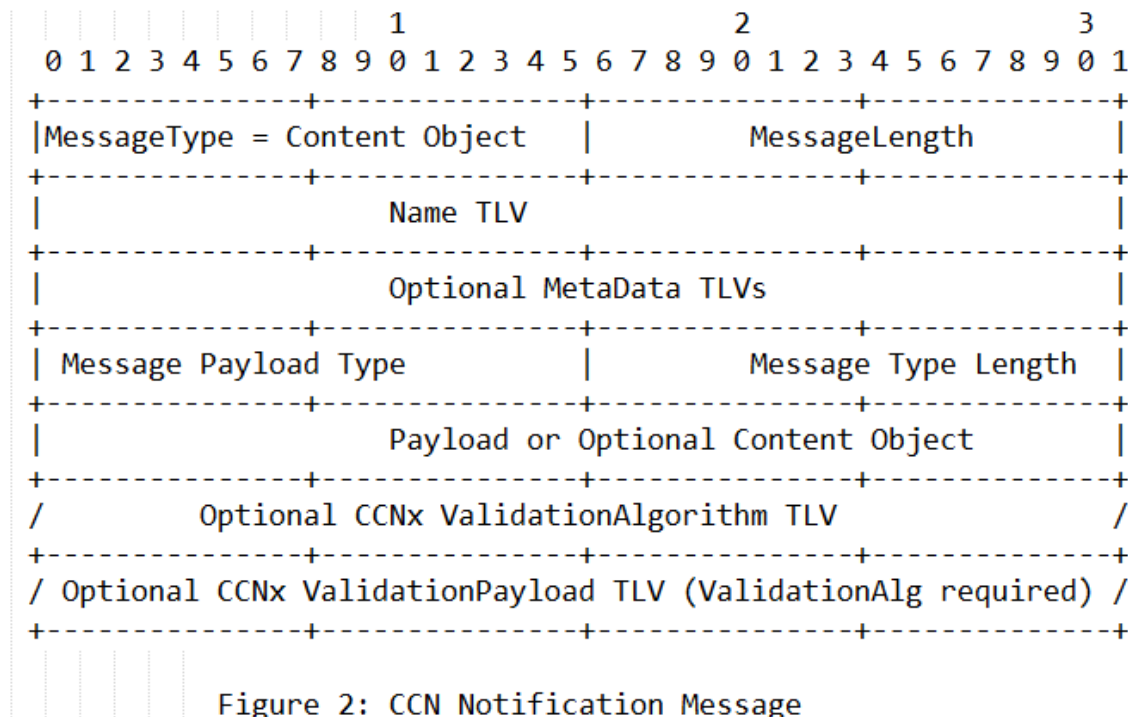 1                   2                   3
 0 1 2 3 4 5 6 7 8 9 0 1 2 3 4 5 6 7 8 9 0 1 2 3 4 5 6 7 8 9 0 1
+---------------+---------------+---------------+--------------+
|MessageType = Content Object   |         MessageLength        |
+---------------+---------------+---------------+--------------+
|                    Name TLV                                  |
+---------------+---------------+---------------+--------------+
|                    Optional MetaData TLVs                    |
+---------------+---------------+---------------+--------------+
| Message Payload Type          |         Message Type Length  |
+---------------+---------------+---------------+--------------+
|                    Payload or Optional Content Object        |
+---------------+---------------+---------------+--------------+
/         Optional CCNx ValidationAlgorithm TLV                /
+---------------+---------------+---------------+--------------+
/ Optional CCNx ValidationPayload TLV (ValidationAlg required) /
+---------------+---------------+---------------+--------------+
Figure 2: CCN Notification Message